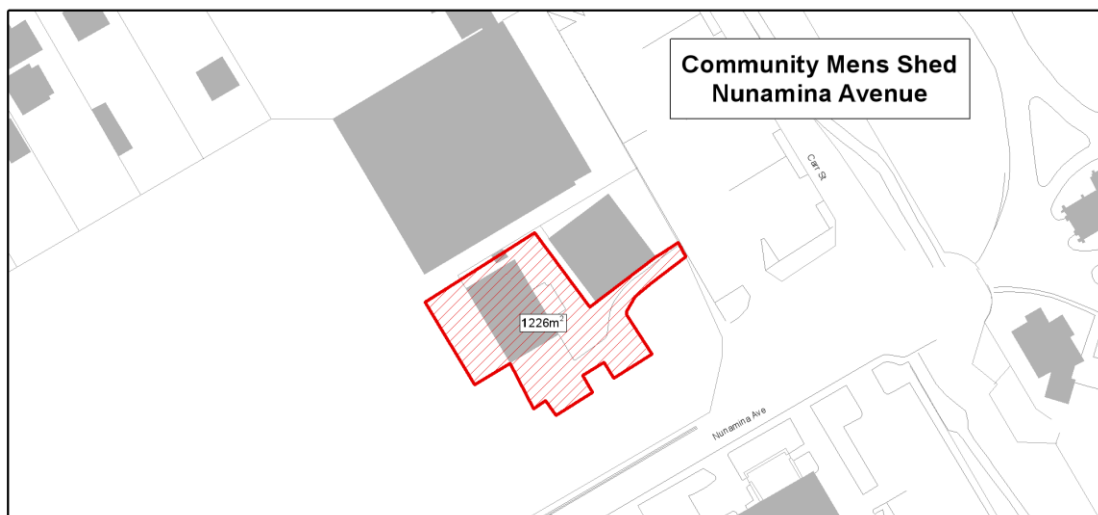 Community Mens Shed
Nunamina Avenue
Carr St
1226m²
Nunamina Ave